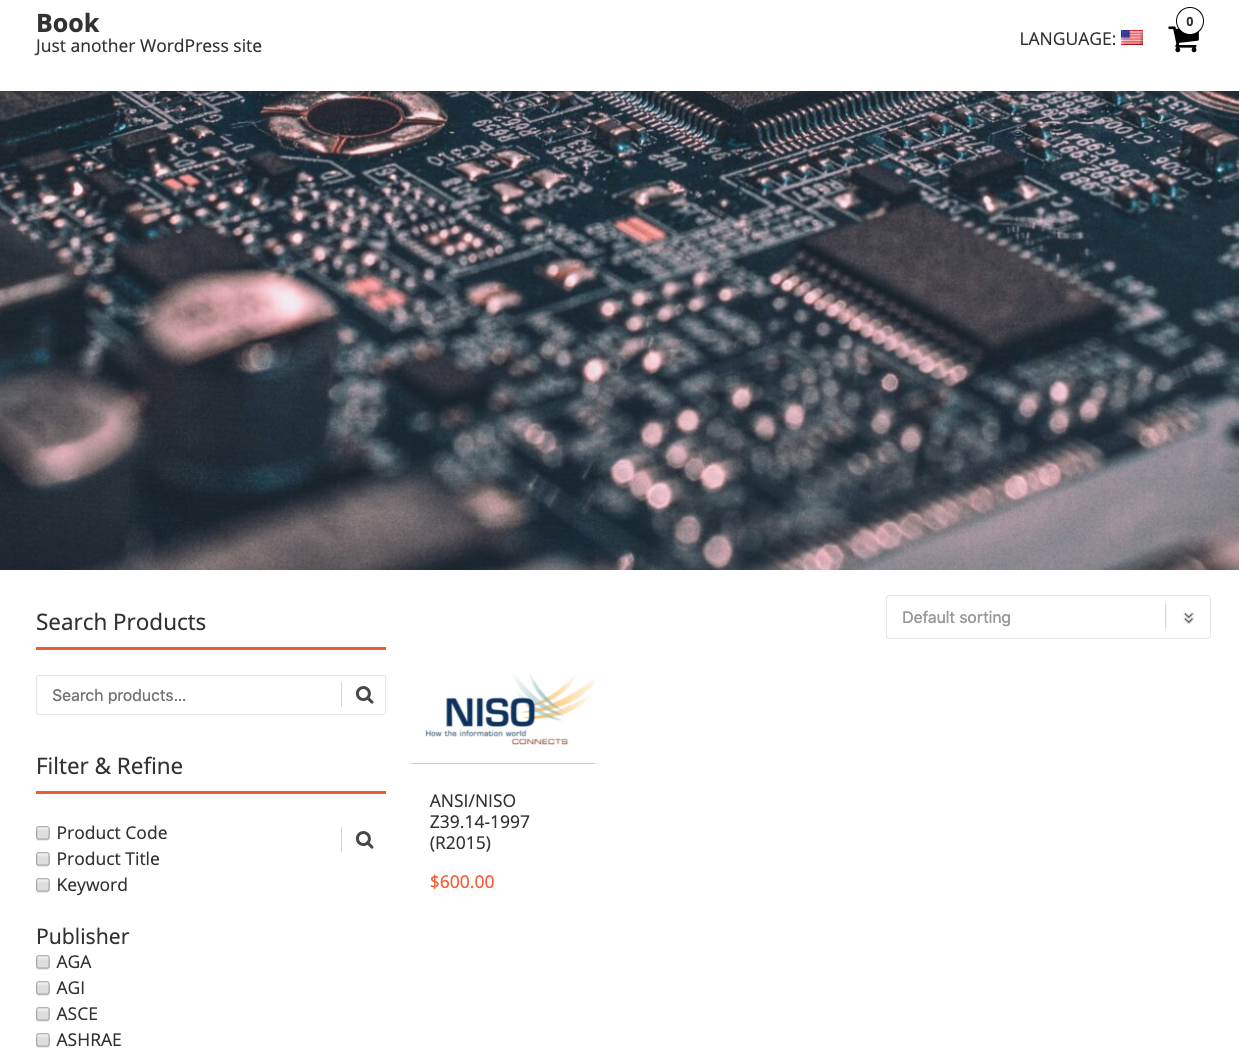 Book
Just another WordPress site
LANGUAGE:
0
Default sorting
Search Products
Search products...
NISO
How the information world
CONNECTS
Filter & Refine
Product Code
Product Title
Keyword
ANSI/NISO
Z39.14-1997
(R2015)
$600.00
Publisher
AGA
AGI
ASCE
ASHRAE